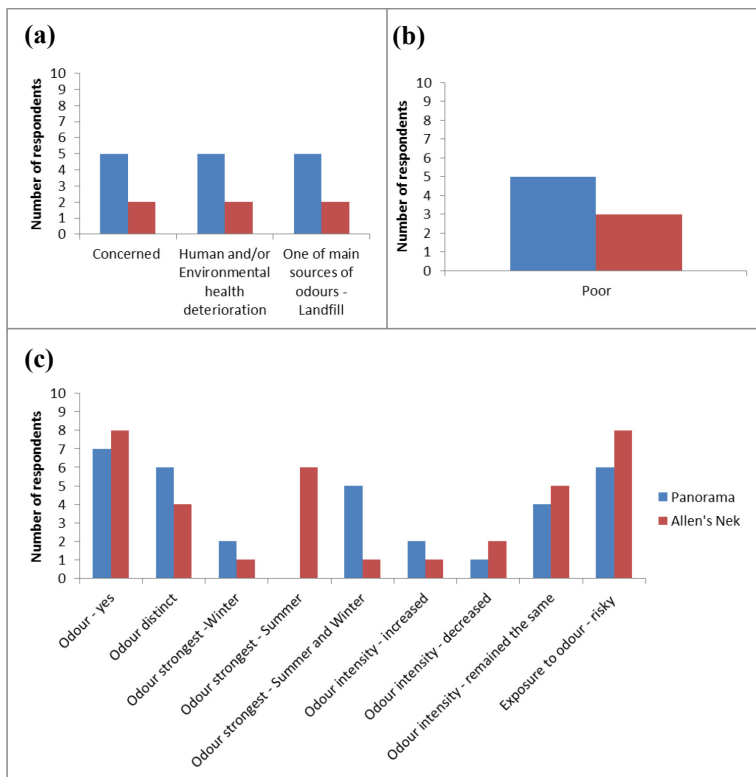 (a)
Number of respondents
10
9
8
7
6
5
4
3
2
1
0
Concerned
Human and/or
Environmental
health
deterioration
One of main
sources of
odours -
Landfill
(b)
Number of respondents
10
9
8
7
6
5
4
3
2
1
0
Poor
(c)
Number of respondents
10
9
8
7
6
5
4
3
2
1
0
Odour - yes
Odour distinct
Odour strongest -Winter
Odour strongest - Summer
Odour strongest - Summer and Winter
Odour intensity - increased
Odour intensity - decreased
Odour intensity - remained the same
Exposure to odour - risky
Panorama
Allen's Nek